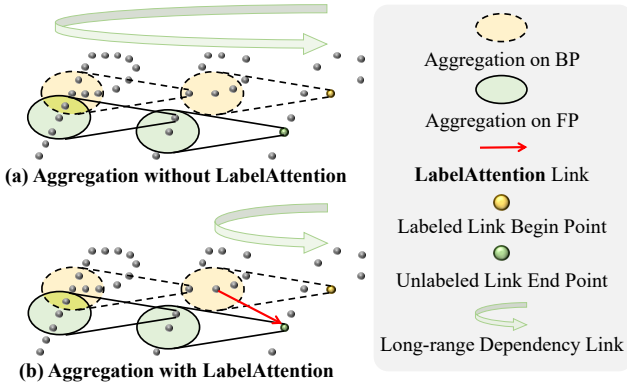 (a) Aggregation without LabelAttention
(b) Aggregation with LabelAttention
Aggregation on BP
Aggregation on FP
LabelAttention Link
Labeled Link Begin Point
Unlabeled Link End Point
Long-range Dependency Link